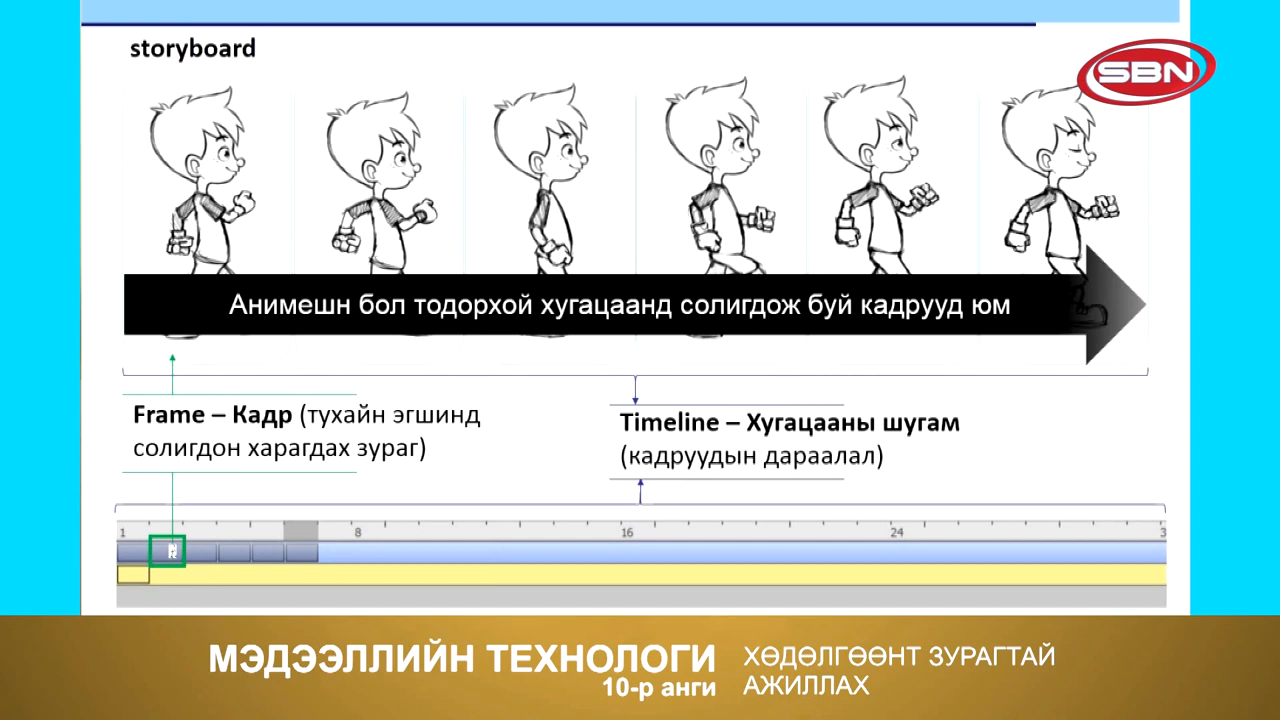 storyboard
SBN
Анимешн бол тодорхой хугацаанд солигдож буй кадрууд юм
Frame – Кадр (тухайн эгшинд
солигдон харагдах зураг)
Timeline – Хугацааны шугам
(кадруудын дараалал)
1 8 16 24 3
МЭДЭЭЛЛИЙН ТЕХНОЛОГИ
10-р анги
ХӨДӨЛГӨӨНТ ЗУРАГТАЙ
АЖИЛЛАХ